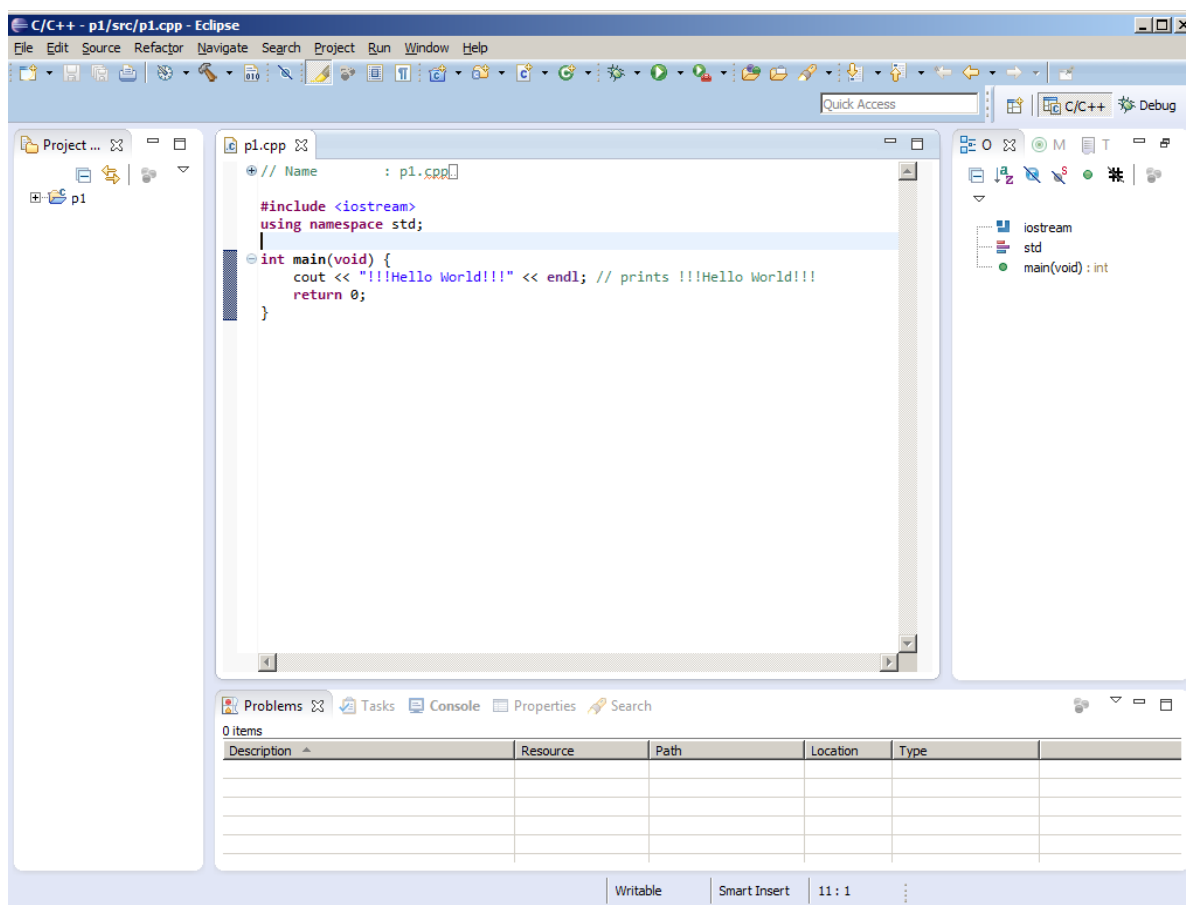 C/C++ - p1/src/p1.cpp - Eclipse
File Edit Source Refactor Navigate Search Project Run Window Help
Quick Access
C/C++ Debug
Project ...
p1
p1.cpp
// Name : p1.cpp..
#include <iostream>
using namespace std;
int main(void) {
cout << "!!!Hello World!!!" << endl; // prints !!!Hello World!!!
return 0;
}
O M T
iostream
std
main(void) : int
Problems Tasks Console Properties Search
0 items
Description Resource Path Location Type
Writable Smart Insert 11 : 1